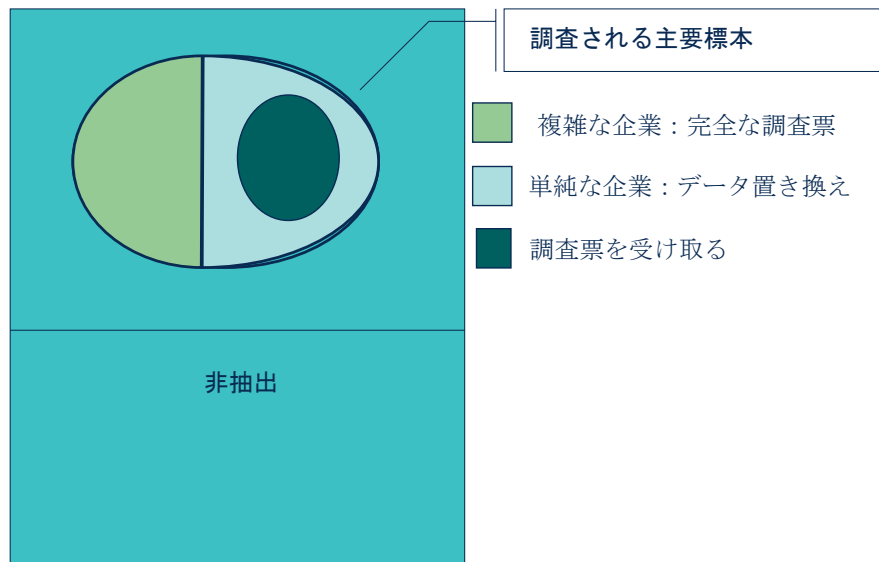 調査される主要標本
複雑な企業：完全な調査票
単純な企業：データ置き換え
調査票を受け取る
非抽出